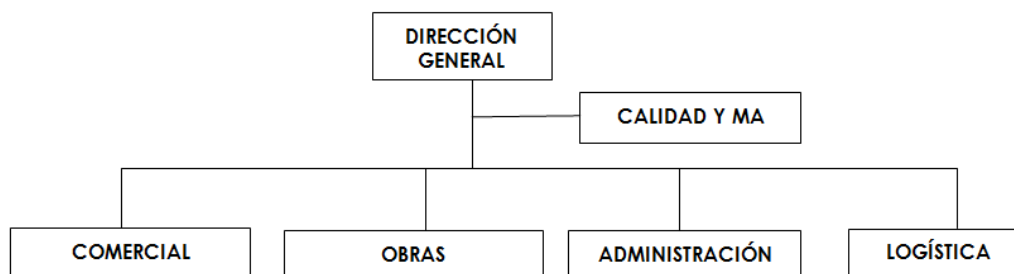 DIRECCIÓN
GENERAL
CALIDAD Y MA
COMERCIAL
OBRAS
ADMINISTRACIÓN
LOGÍSTICA